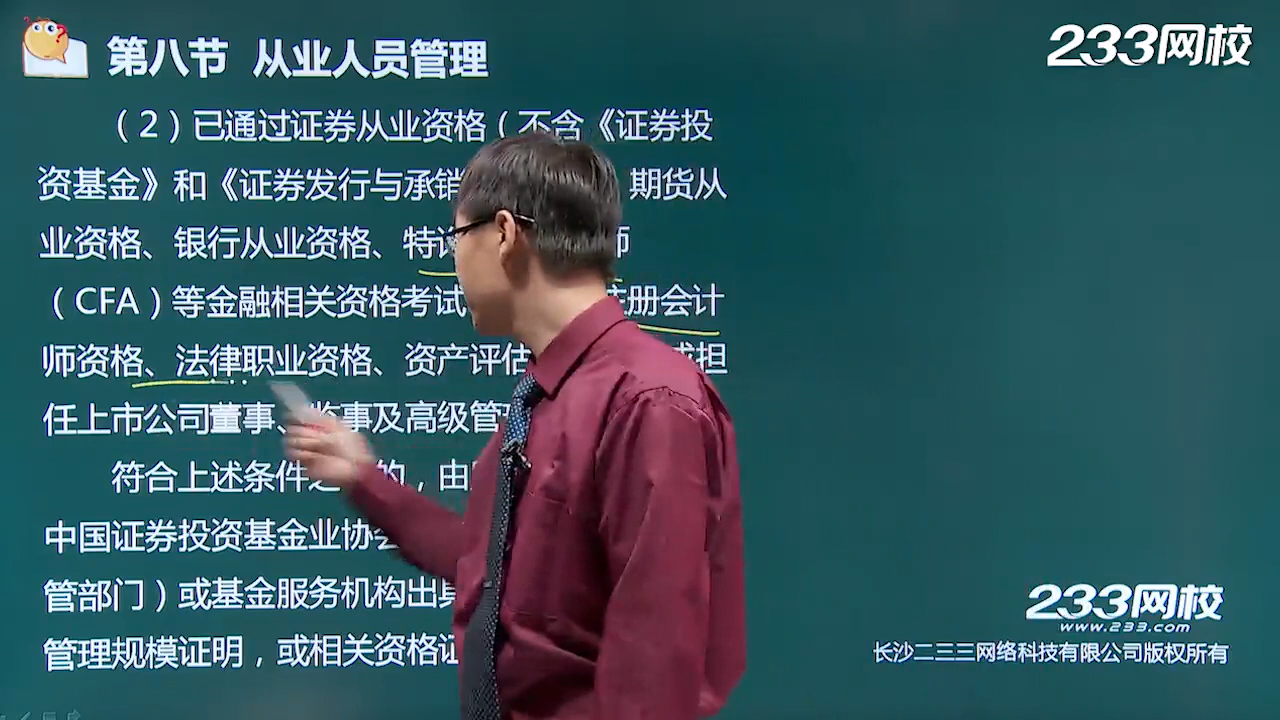 第八节 从业人员管理
233网校
（2）已通过证券从业资格（不含《证券投
资基金》和《证券发行与承销 期货从
业资格、银行从业资格、特 师
（CFA）等金融相关资格考试 册会计
师资格、法律职业资格、资产评估 或担
任上市公司董事、监事及高级管
符合上述条件之 的，由
中国证券投资基金业协会
管部门）或基金服务机构出具
管理规模证明，或相关资格证
233网校
www.233.com
长沙二三三网络科技有限公司版权所有